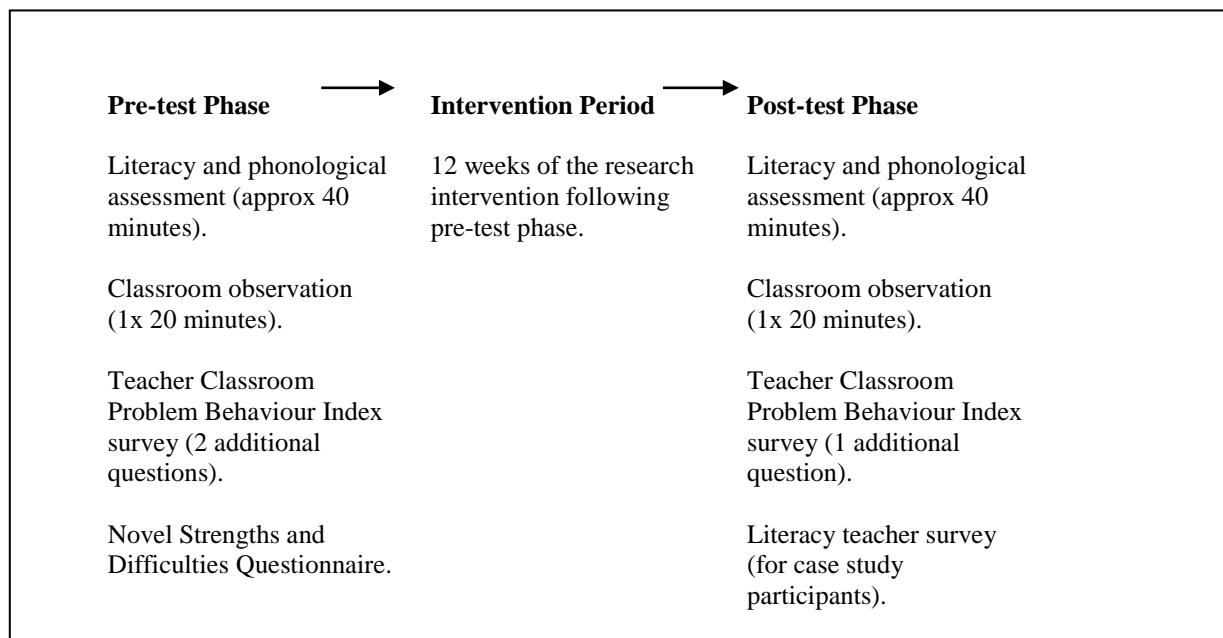 Pre-test Phase
Literacy and phonological
assessment (approx 40
minutes).
Classroom observation
(1x 20 minutes).
Teacher Classroom
Problem Behaviour Index
survey (2 additional
questions).
Novel Strengths and
Difficulties Questionnaire.
Intervention Period
12 weeks of the research
intervention following
pre-test phase.
Post-test Phase
Literacy and phonological
assessment (approx 40
minutes).
Classroom observation
(1x 20 minutes).
Teacher Classroom
Problem Behaviour Index
survey (1 additional
question).
Literacy teacher survey
(for case study
participants).